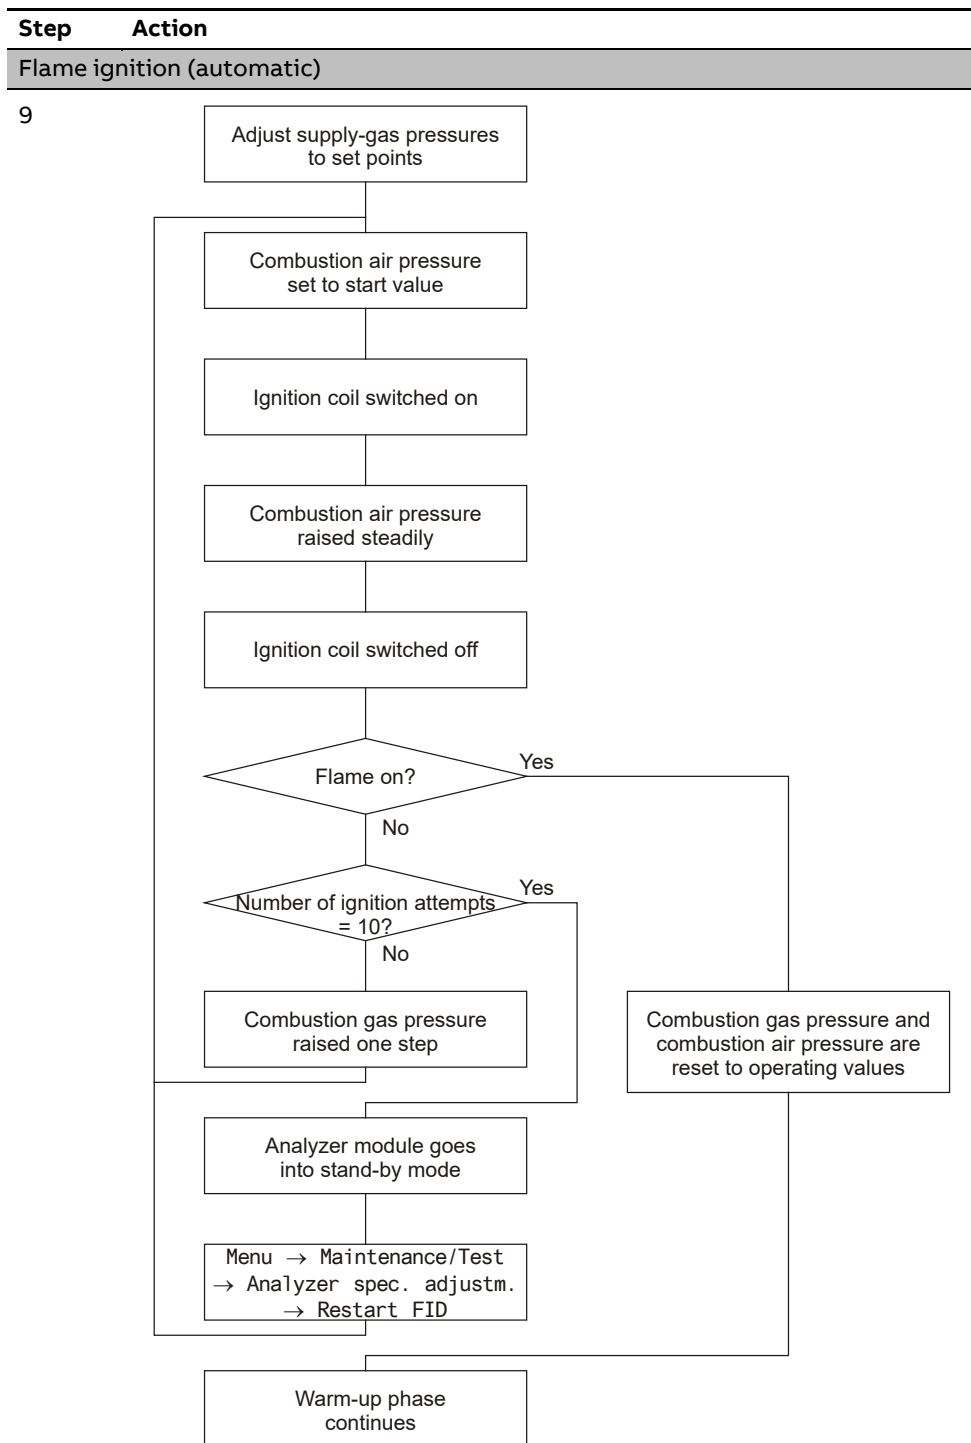 Step Action
Flame ignition (automatic)
9
Adjust supply-gas pressures
to set points
Combustion air pressure
set to start value
Ignition coil switched on
Combustion air pressure
raised steadily
Ignition coil switched off
Flame on?
Yes
No
Number of ignition attempts
= 10?
Yes
No
Combustion gas pressure
raised one step
Combustion gas pressure and
combustion air pressure are
reset to operating values
Analyzer module goes
into stand-by mode
Menu → Maintenance/Test
→ Analyzer spec. adjustm.
→ Restart FID
Warm-up phase
continues